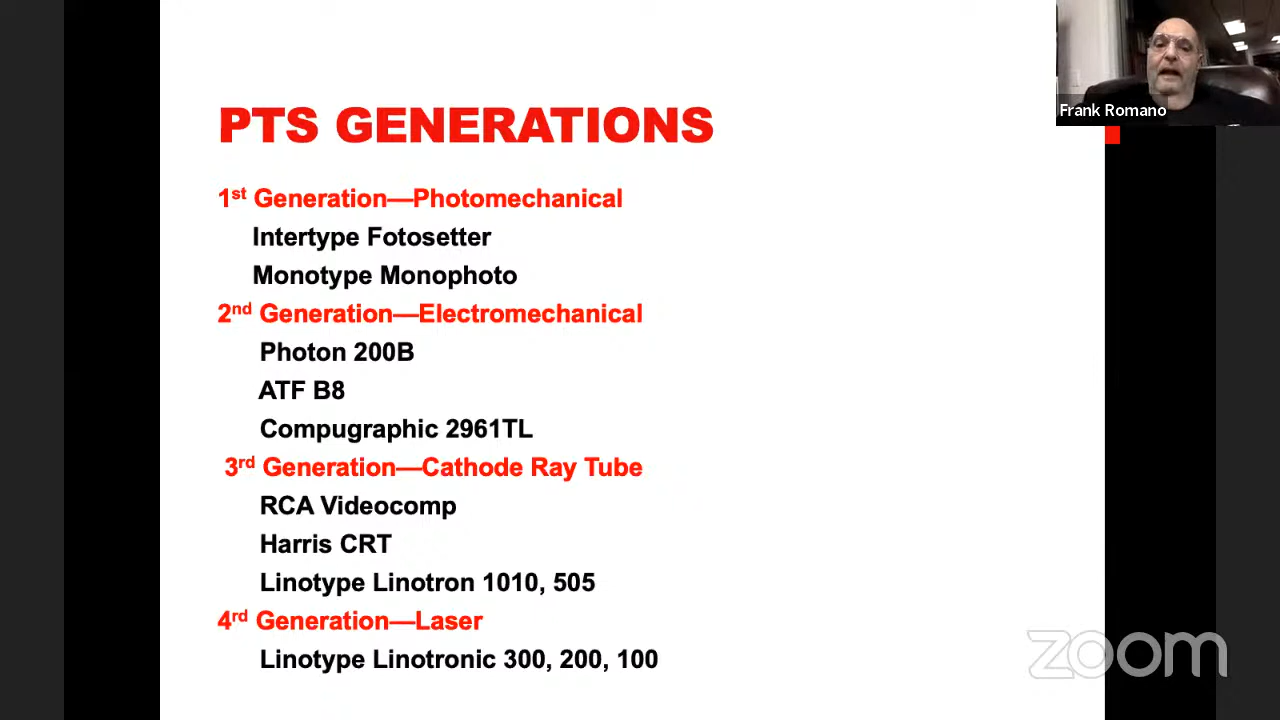 PTS GENERATIONS
1st Generation—Photomechanical
Intertype Fotosetter
Monotype Monophoto
2nd Generation—Electromechanical
Photon 200B
ATF B8
Compugraphic 2961TL
3rd Generation—Cathode Ray Tube
RCA Videocomp
Harris CRT
Linotype Linotron 1010, 505
4rd Generation—Laser
Linotype Linotronic 300, 200, 100
Frank Romano
zoom